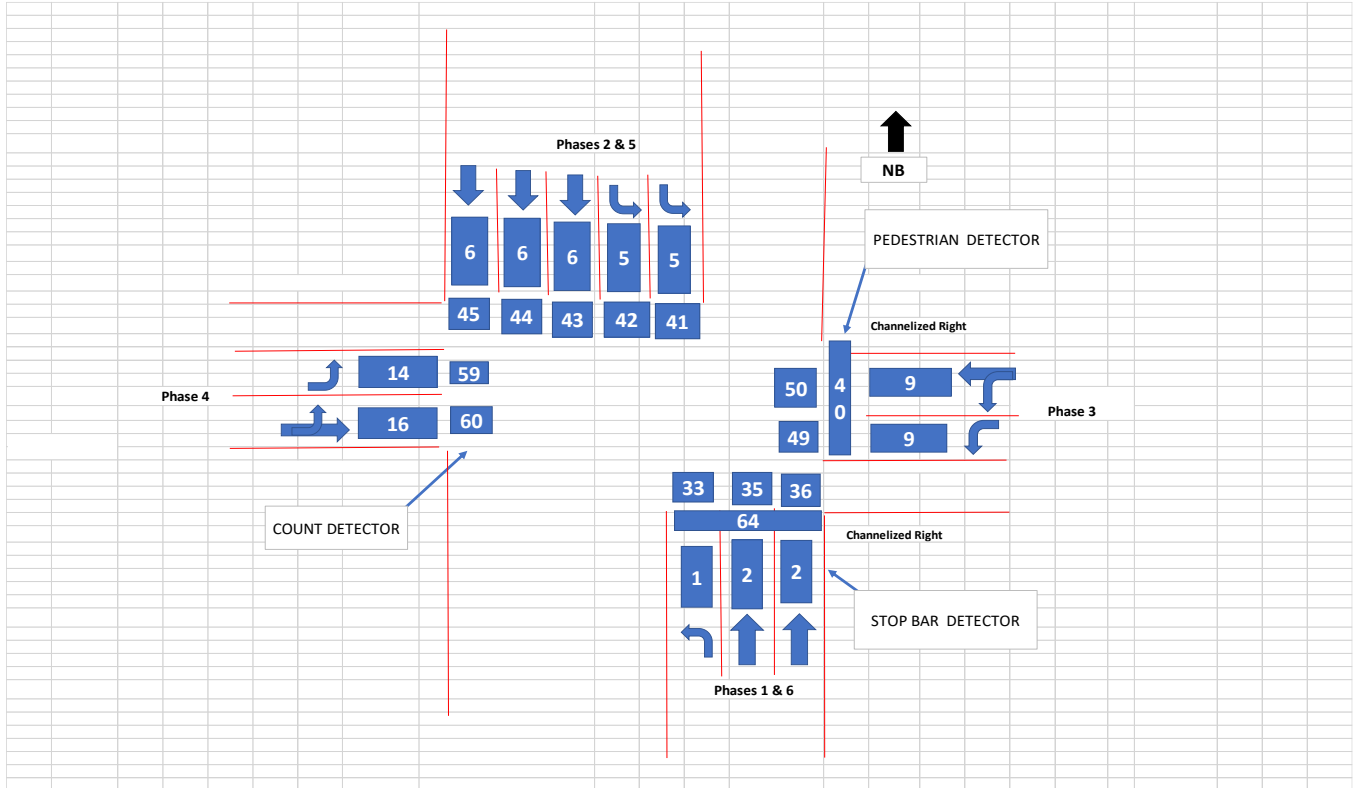 Phases 2 & 5
NB
PEDESTRIAN DETECTOR
6 6 6 5 5
45 44 43 42 41
Channelized Right
14 59
50 40 9
Phase 4
Phase 3
16 60
49 9
33 35 36
COUNT DETECTOR
64
Channelized Right
1 2 2
STOP BAR DETECTOR
Phases 1 & 6